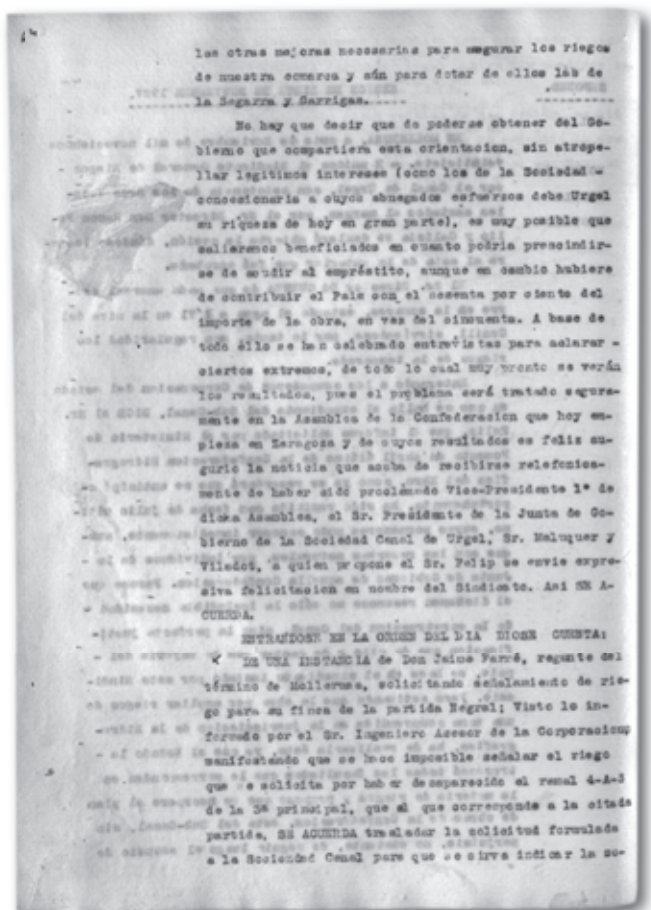 las otras mejoras necesarias para asegurar los riegos
de nuestra comarca y aún para dotar de ellos las de
la Segarra y Garrigas.
No hay que decir que de poderse obtener del Go-
bierno que compartiera esta orientacion, sin atrope-
llar legitimos intereses (como los de la Sociedad -
concesionaria a cuyos abnegados esfuerzos debe Urgel
su riqueza de hoy en gran parte), es muy posible que
salieramos beneficiados en cuanto podria prescindir-
se de acudir al empréstito, aunque en cambio hubiere
de contribuir el Pais con el sesenta por ciento del
importe de la obra, en vez del cincuenta. A base de
todo éllo se han celebrado entrevistas para aclarar -
ciertos extremos, de todo lo cual muy pronto se verán
los resultados, pues el problema será tratado segura-
mente en la Asamblea de la Confederacion que hoy em-
pieza en Zaragoza y de cuyos resultados es feliz au-
gurio la noticia que acaba de recibirse relefonica-
mente de haber sido proclamado Vice-Presidente 1º de
dicha Asamblea, el Sr. Presidente de la Junta de Go-
bierno de la Sociedad Canal de Urgel, Sr. Maluquer y
Viladot, a quien propone el Sr. Felip se envie expre-
siva felicitacion en nombre del Sindicato. Asi SE A-
CUERDA.
ENTRANDOSE EN LA ORDEN DEL DIA DIOSE CUENTA:
DE UNA INSTANCIA de Don Jaime Farré, regante del
término de Mollerusa, solicitando señalamiento de rie-
go para su finca de la partida Negral; Visto lo in-
formado por el Sr. Ingeniero Asesor de la Corporacion,
manifestando que se hace imposible señalar el riego
que se solicita por haber desaparecido el ramal 4-A-3
de la 3ª principal, que al que corresponde a la citada
partida, SE ACUERDA trasladar la solicitud formulada
a la Sociedad Canal para que se sirva indicar la so-